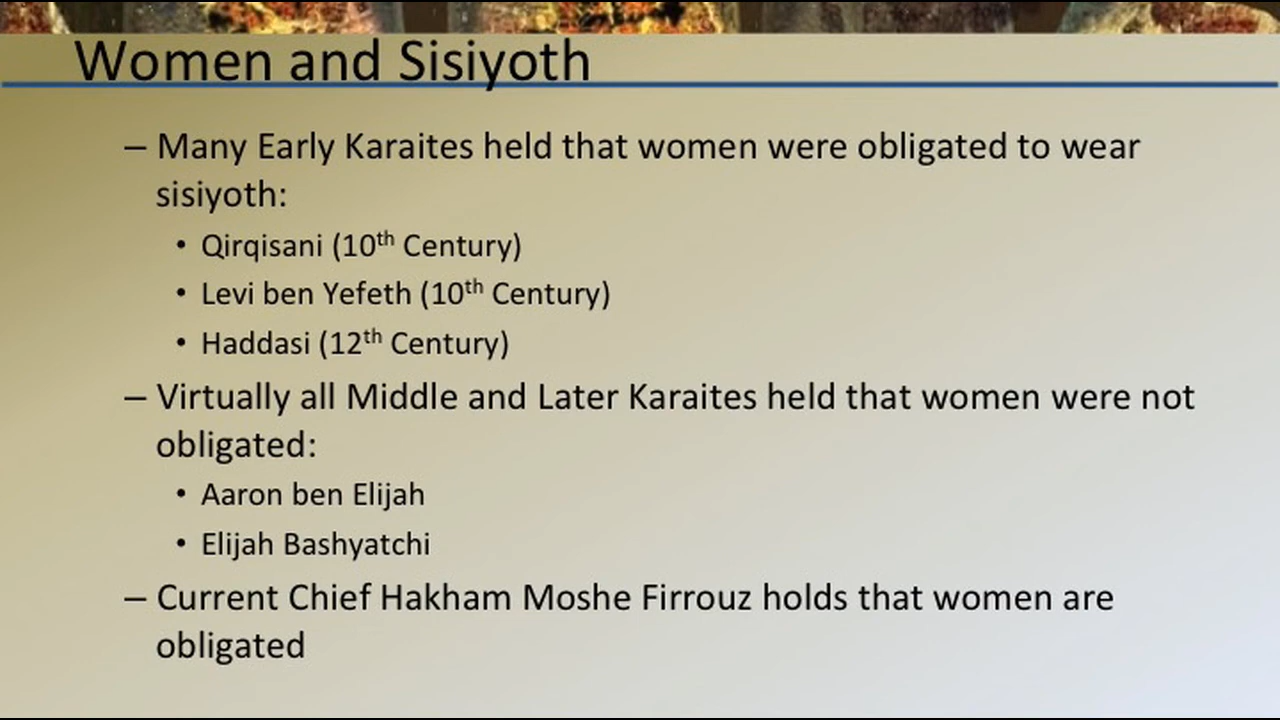 Women and Sisiyoth
– Many Early Karaites held that women were obligated to wear
sisiyoth:
• Qirqisani (10th Century)
• Levi ben Yefeth (10th Century)
• Haddasi (12th Century)
– Virtually all Middle and Later Karaites held that women were not
obligated:
• Aaron ben Elijah
• Elijah Bashyatchi
– Current Chief Hakham Moshe Firrouz holds that women are
obligated